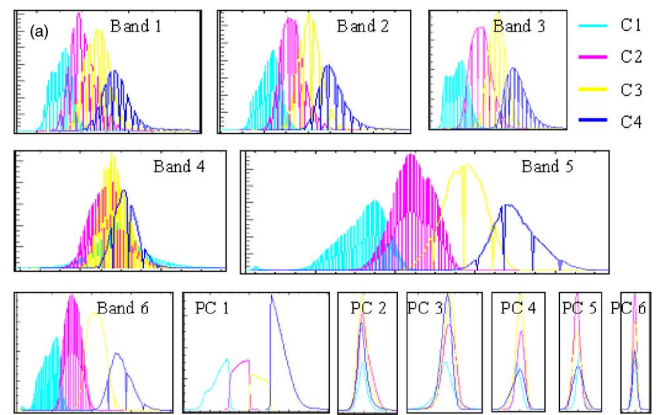 (a)
Band 1
Band 2
Band 3
C1
C2
C3
C4
Band 4
Band 5
Band 6
PC 1
PC 2
PC 3
PC 4
PC 5
PC 6